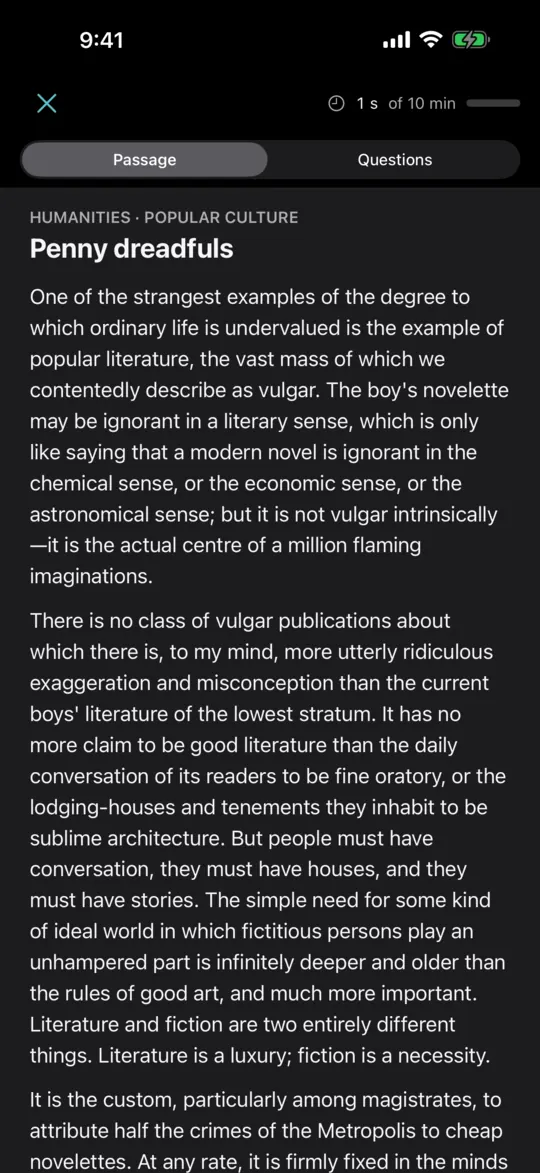 9:41
1 s of 10 min
Passage
Questions
HUMANITIES · POPULAR CULTURE
Penny dreadfuls
One of the strangest examples of the degree to
which ordinary life is undervalued is the example of
popular literature, the vast mass of which we
contentedly describe as vulgar. The boy's novelette
may be ignorant in a literary sense, which is only
like saying that a modern novel is ignorant in the
chemical sense, or the economic sense, or the
astronomical sense; but it is not vulgar intrinsically
—it is the actual centre of a million flaming
imaginations.
There is no class of vulgar publications about
which there is, to my mind, more utterly ridiculous
exaggeration and misconception than the current
boys' literature of the lowest stratum. It has no
more claim to be good literature than the daily
conversation of its readers to be fine oratory, or the
lodging-houses and tenements they inhabit to be
sublime architecture. But people must have
conversation, they must have houses, and they
must have stories. The simple need for some kind
of ideal world in which fictitious persons play an
unhampered part is infinitely deeper and older than
the rules of good art, and much more important.
Literature and fiction are two entirely different
things. Literature is a luxury; fiction is a necessity.
It is the custom, particularly among magistrates, to
attribute half the crimes of the Metropolis to cheap
novelettes. At any rate, it is firmly fixed in the minds